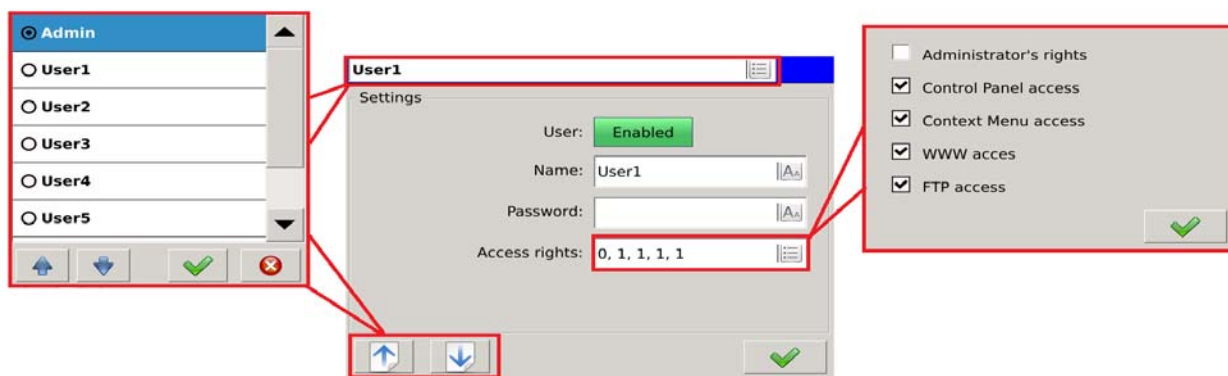 Admin
User1
User2
User3
User4
User5
User1
Settings
User: Enabled
Name: User1
Password:
Access rights: 0, 1, 1, 1, 1
Administrator's rights
Control Panel access
Context Menu access
WWW acces
FTP access